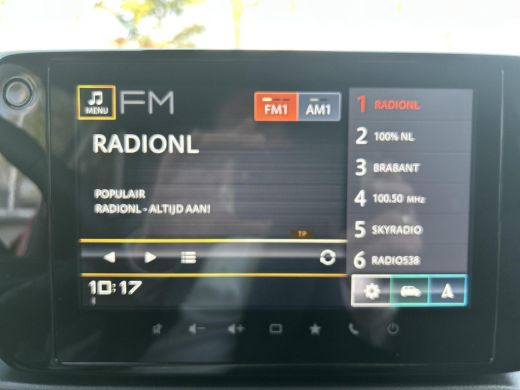 MENU
FM
FM1
AM1
RADIONL
POPULAIR
RADIONL - ALTIJD AAN!
TP
10:17
1 RADIONL
2 100% NL
3 BRABANT
4 100.50 MHz
5 SKYRADIO
6 RADIO538